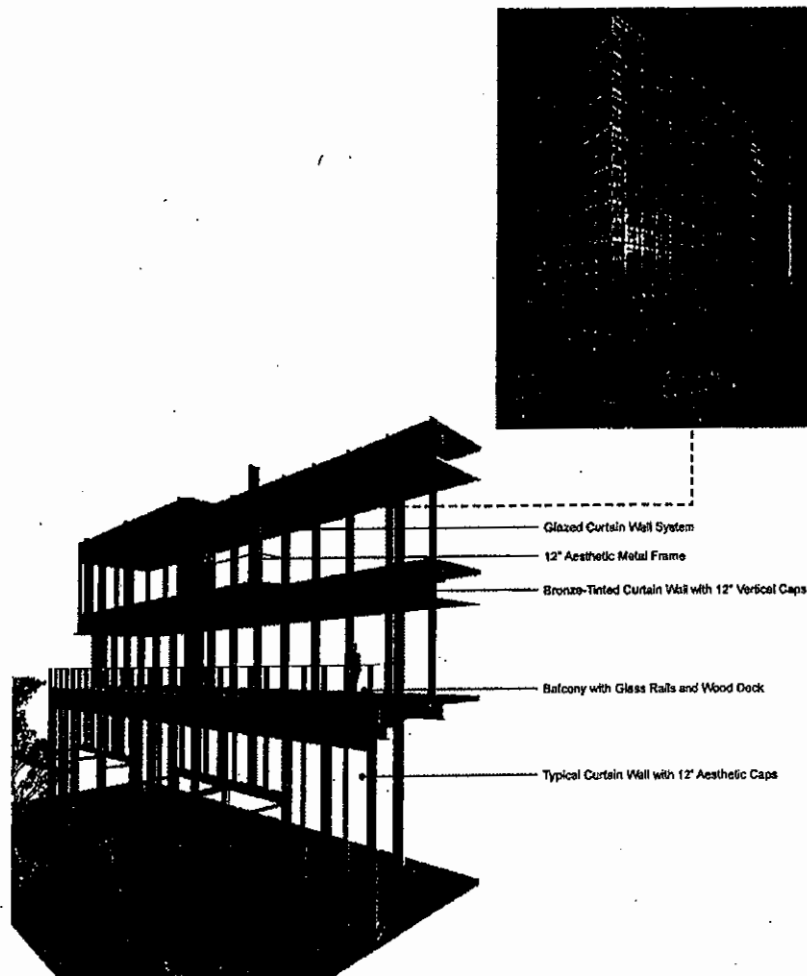 Glazed Curtain Wall System
12" Aesthetic Metal Frame
Bronze-Tinted Curtain Wall with 12" Vertical Caps
Balcony with Glass Rails and Wood Deck
Typical Curtain Wall with 12" Aesthetic Caps